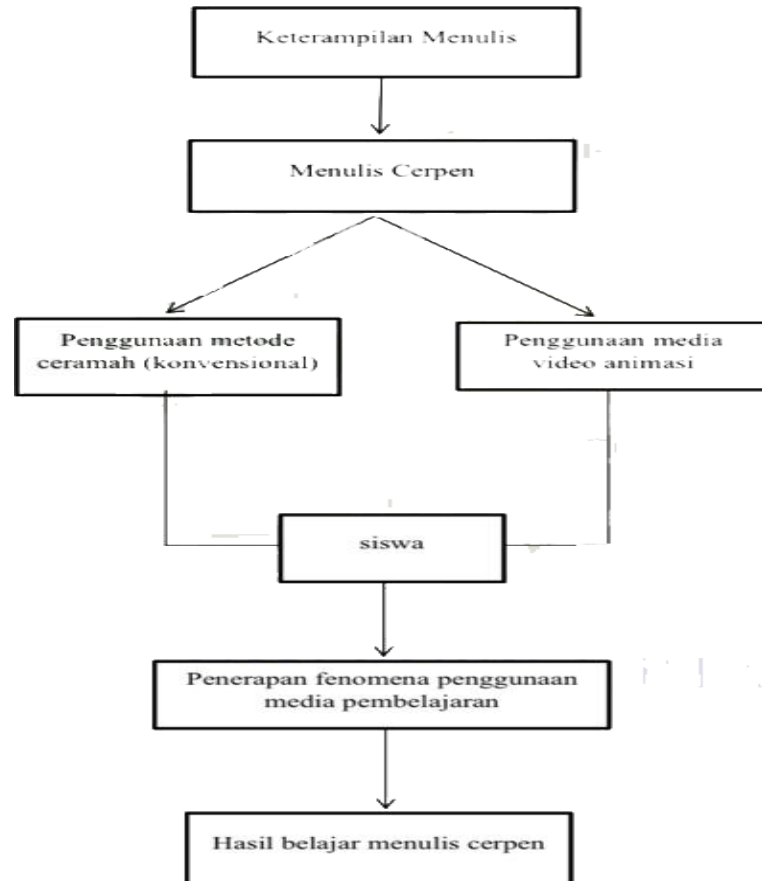 Keterampilan Menulis
Menulis Cerpen
Penggunaan metode
ceramah (konvensional)
Penggunaan media
video animasi
siswa
Penerapan fenomena penggunaan
media pembelajaran
Hasil belajar menulis cerpen